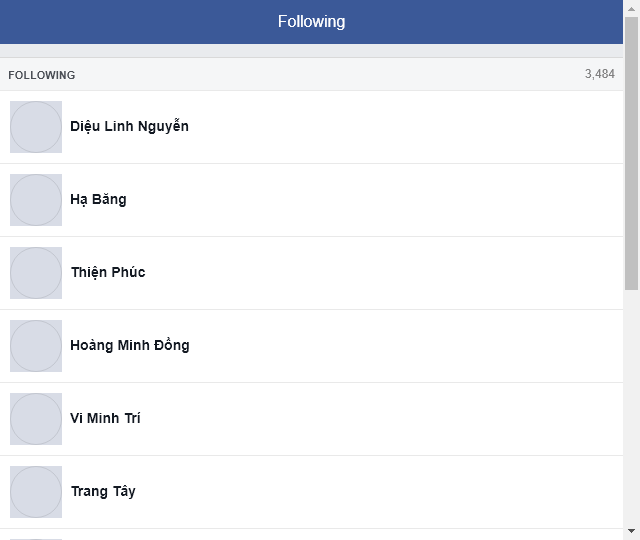 Following
FOLLOWING 3,484
Diệu Linh Nguyễn
Hạ Băng
Thiện Phúc
Hoàng Minh Đồng
Vi Minh Trí
Trang Tây